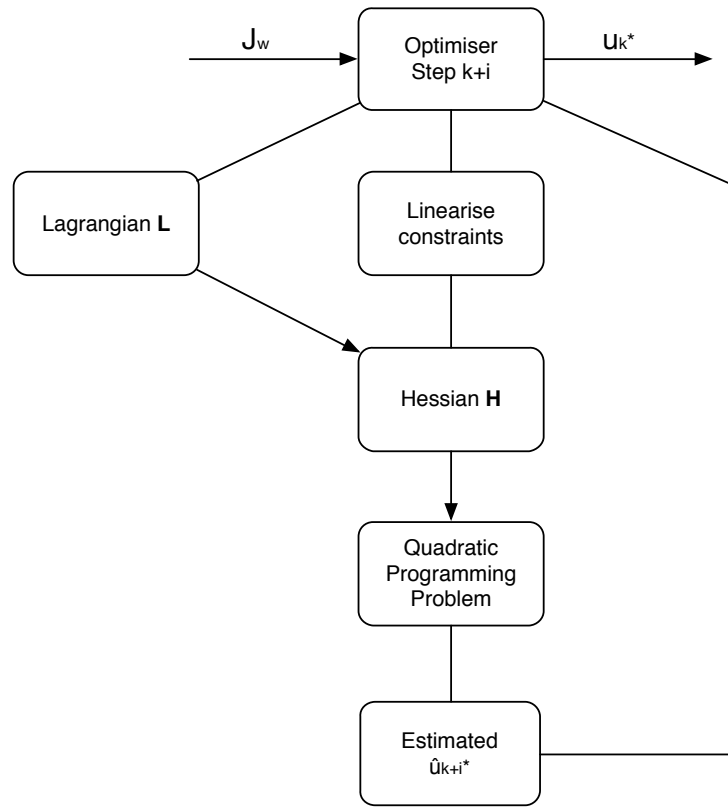 Jw
Optimiser
Step k+i
uk*
Lagrangian L
Linearise
constraints
Hessian H
Quadratic
Programming
Problem
Estimated
ûk+i*